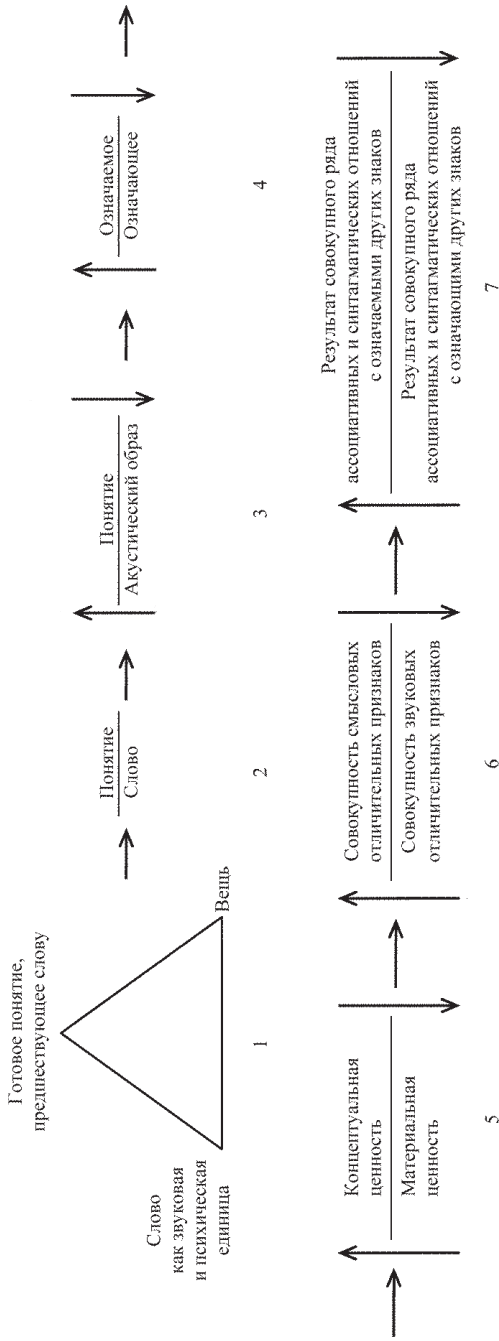 Готовое понятие,
предшествующее слову
Слово
как звуковая
и психическая
единица
Вещь
1
Понятие
Слово
2
Понятие
Акустический образ
3
Означаемое
Означающее
4
Концептуальная
ценность
Материальная
ценность
5
Совокупность смысловых
отличительных признаков
Совокупность звуковых
отличительных признаков
6
Результат совокупного ряда
ассоциативных и синтагматических отношений
с означаемыми других знаков
Результат совокупного ряда
ассоциативных и синтагматических отношений
с означающими других знаков
7